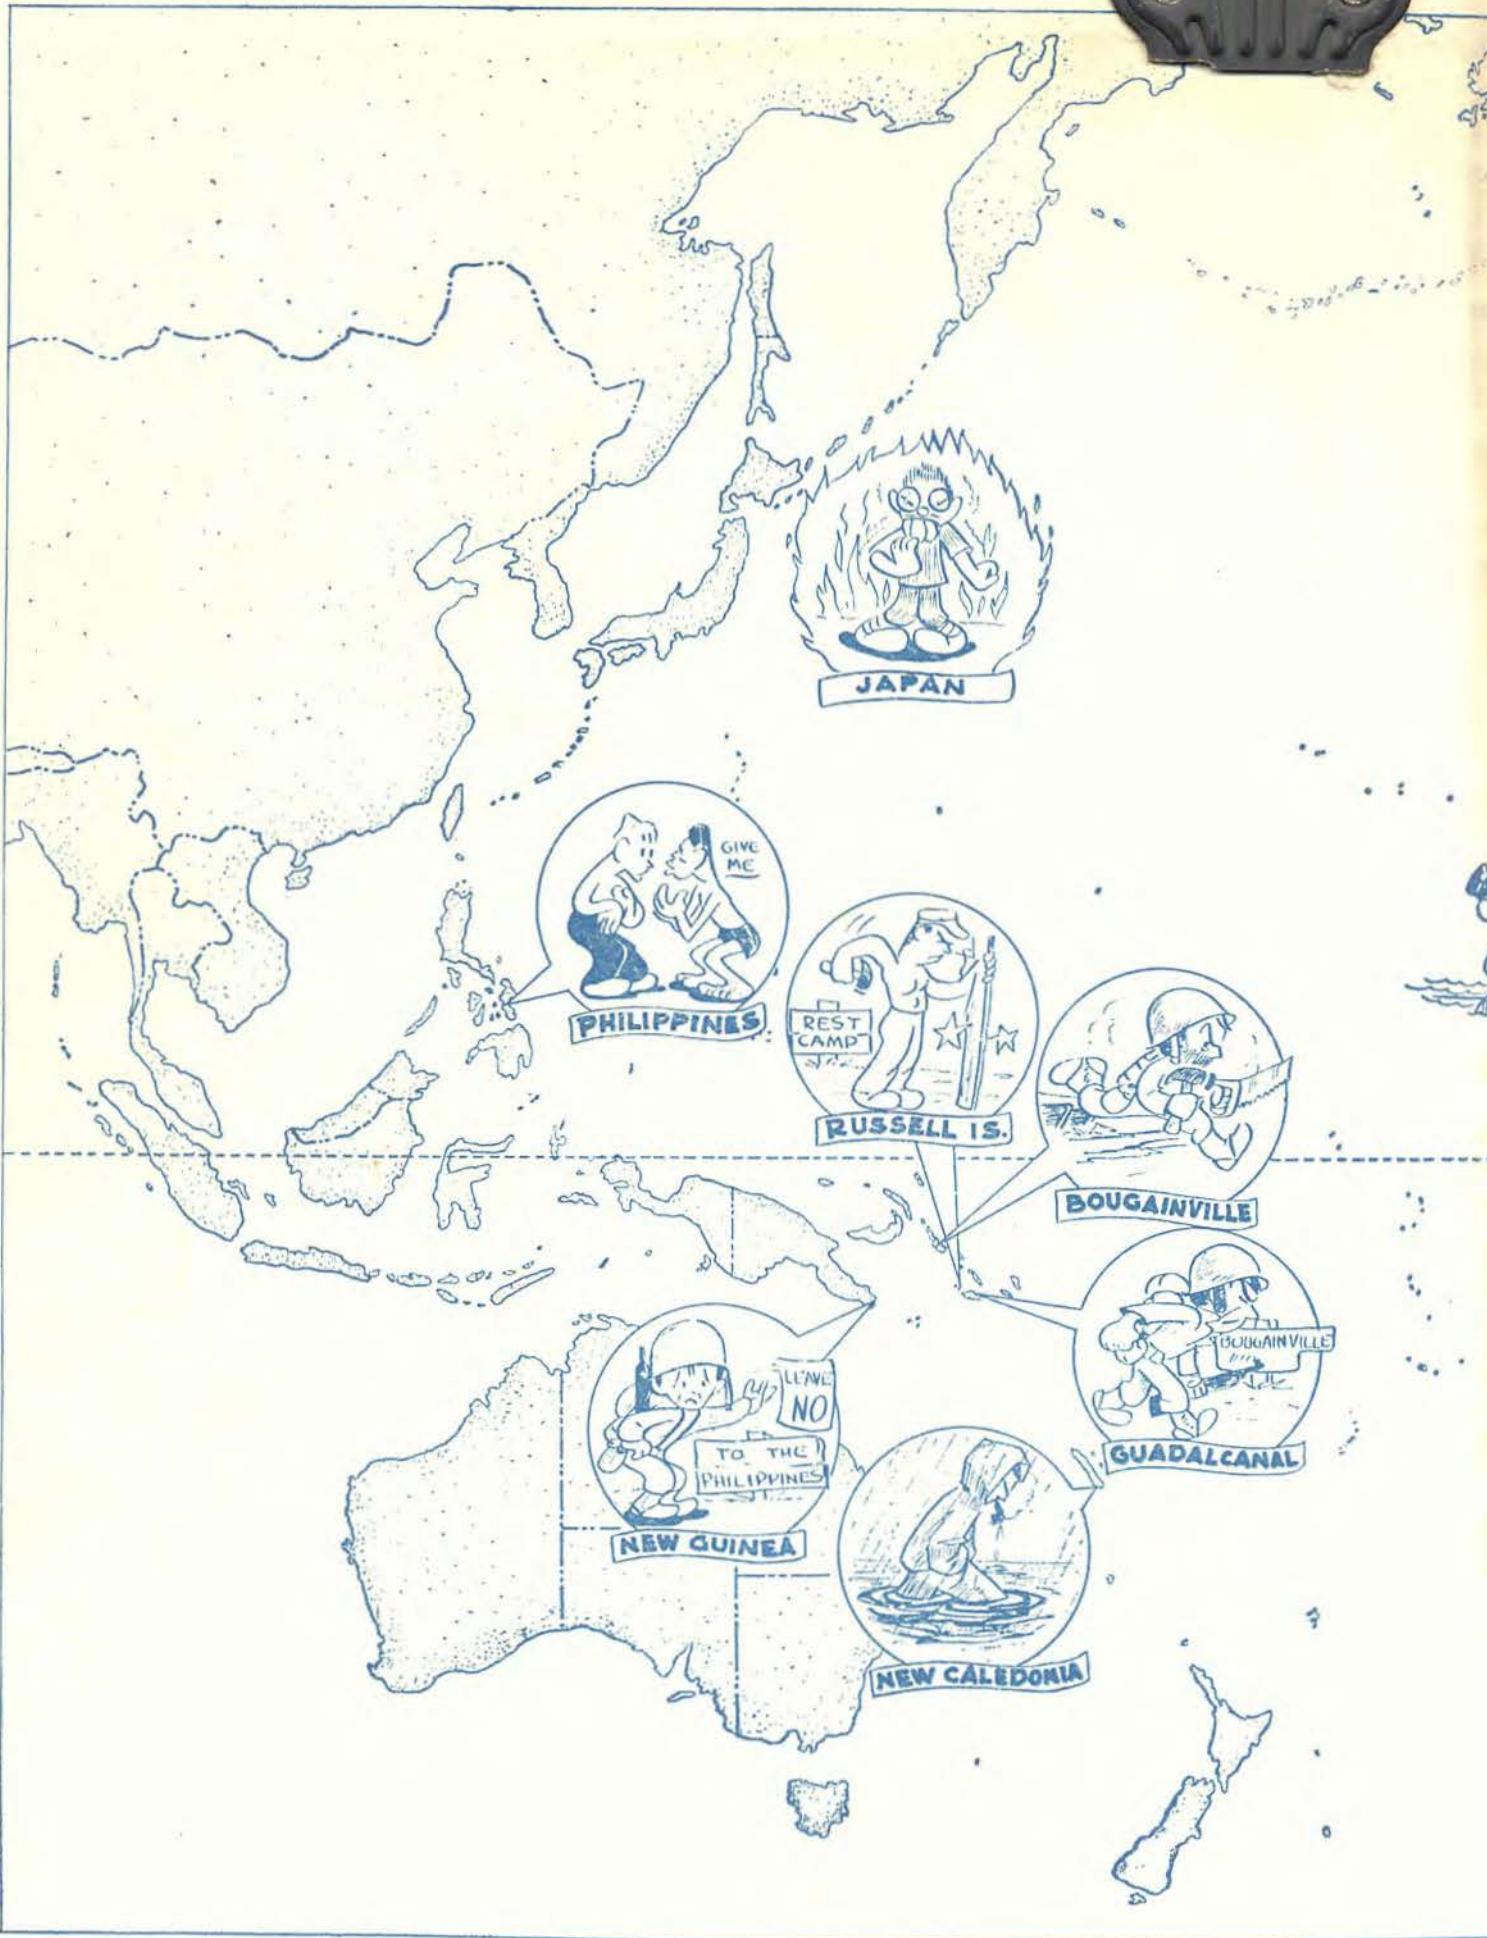 JAPAN
GIVE
ME
PHILIPPINES
REST
CAMP
RUSSELL IS.
BOUGAINVILLE
BOUGAINVILLE
GUADALCANAL
LEAVE
NO
TO THE
PHILIPPINES
NEW GUINEA
NEW CALEDONIA